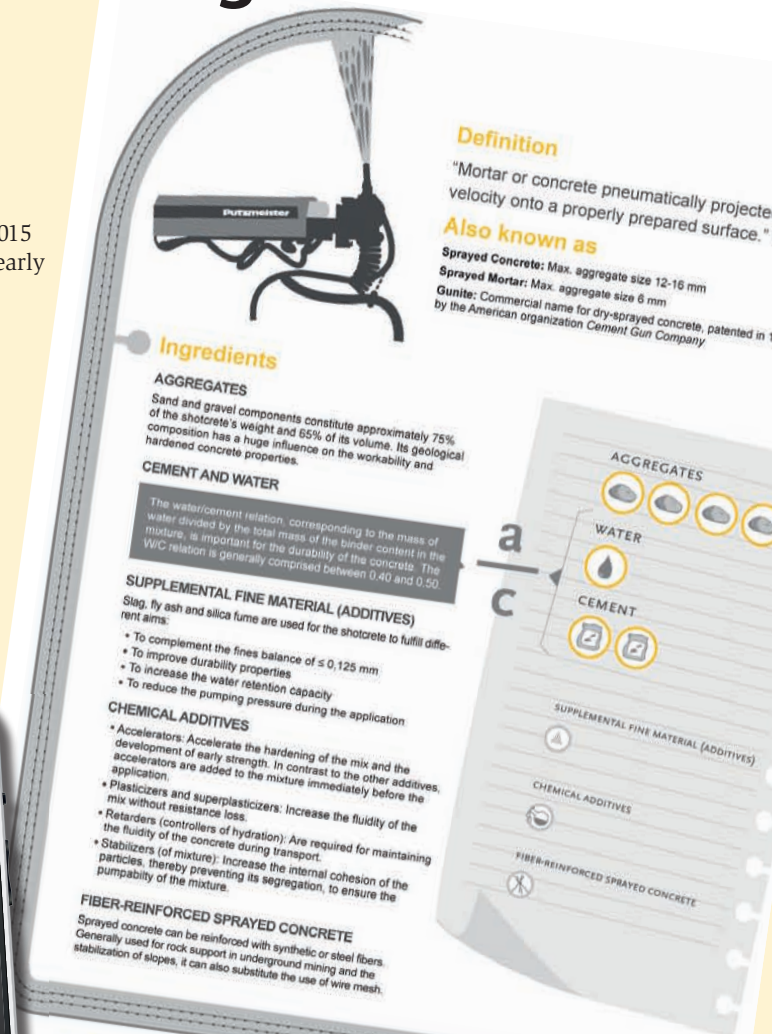 g
015
early
Putzmeister
Definition
"Mortar or concrete pneumatically projecte
velocity onto a properly prepared surface."
Also known as
Sprayed Concrete: Max. aggregate size 12-16 mm
Sprayed Mortar: Max. aggregate size 6 mm
Gunite: Commercial name for dry-sprayed concrete, patented in 1
by the American organization Cement Gun Company
Ingredients
AGGREGATES
Sand and gravel components constitute approximately 75%
of the shotcrete's weight and 65% of its volume. Its geological
composition has a huge influence on the workability and
hardened concrete properties.
CEMENT AND WATER
The water/cement relation, corresponding to the mass of
water divided by the total mass of the binder content in the
mixture, is important for the durability of the concrete. The
W/C relation is generally comprised between 0.40 and 0.50.
a
c
SUPPLEMENTAL FINE MATERIAL (ADDITIVES)
Slag, fly ash and silica fume are used for the shotcrete to fulfill diffe-
rent aims:
• To complement the fines balance of ≤ 0,125 mm
• To improve durability properties
• To increase the water retention capacity
• To reduce the pumping pressure during the application
CHEMICAL ADDITIVES
• Accelerators: Accelerate the hardening of the mix and the
development of early strength. In contrast to the other additives,
accelerators are added to the mixture immediately before the
application.
• Plasticizers and superplasticizers: Increase the fluidity of the
mix without resistance loss.
• Retarders (controllers of hydration): Are required for maintaining
the fluidity of the concrete during transport.
• Stabilizers (of mixture): Increase the internal cohesion of the
particles, thereby preventing its segregation, to ensure the
pumpabiity of the mixture.
FIBER-REINFORCED SPRAYED CONCRETE
Sprayed concrete can be reinforced with synthetic or steel fibers.
Generally used for rock support in underground mining and the
stabilization of slopes, it can also substitute the use of wire mesh.
AGGREGATES
WATER
CEMENT
SUPPLEMENTAL FINE MATERIAL (ADDITIVES)
CHEMICAL ADDITIVES
FIBER-REINFORCED SPRAYED CONCRETE